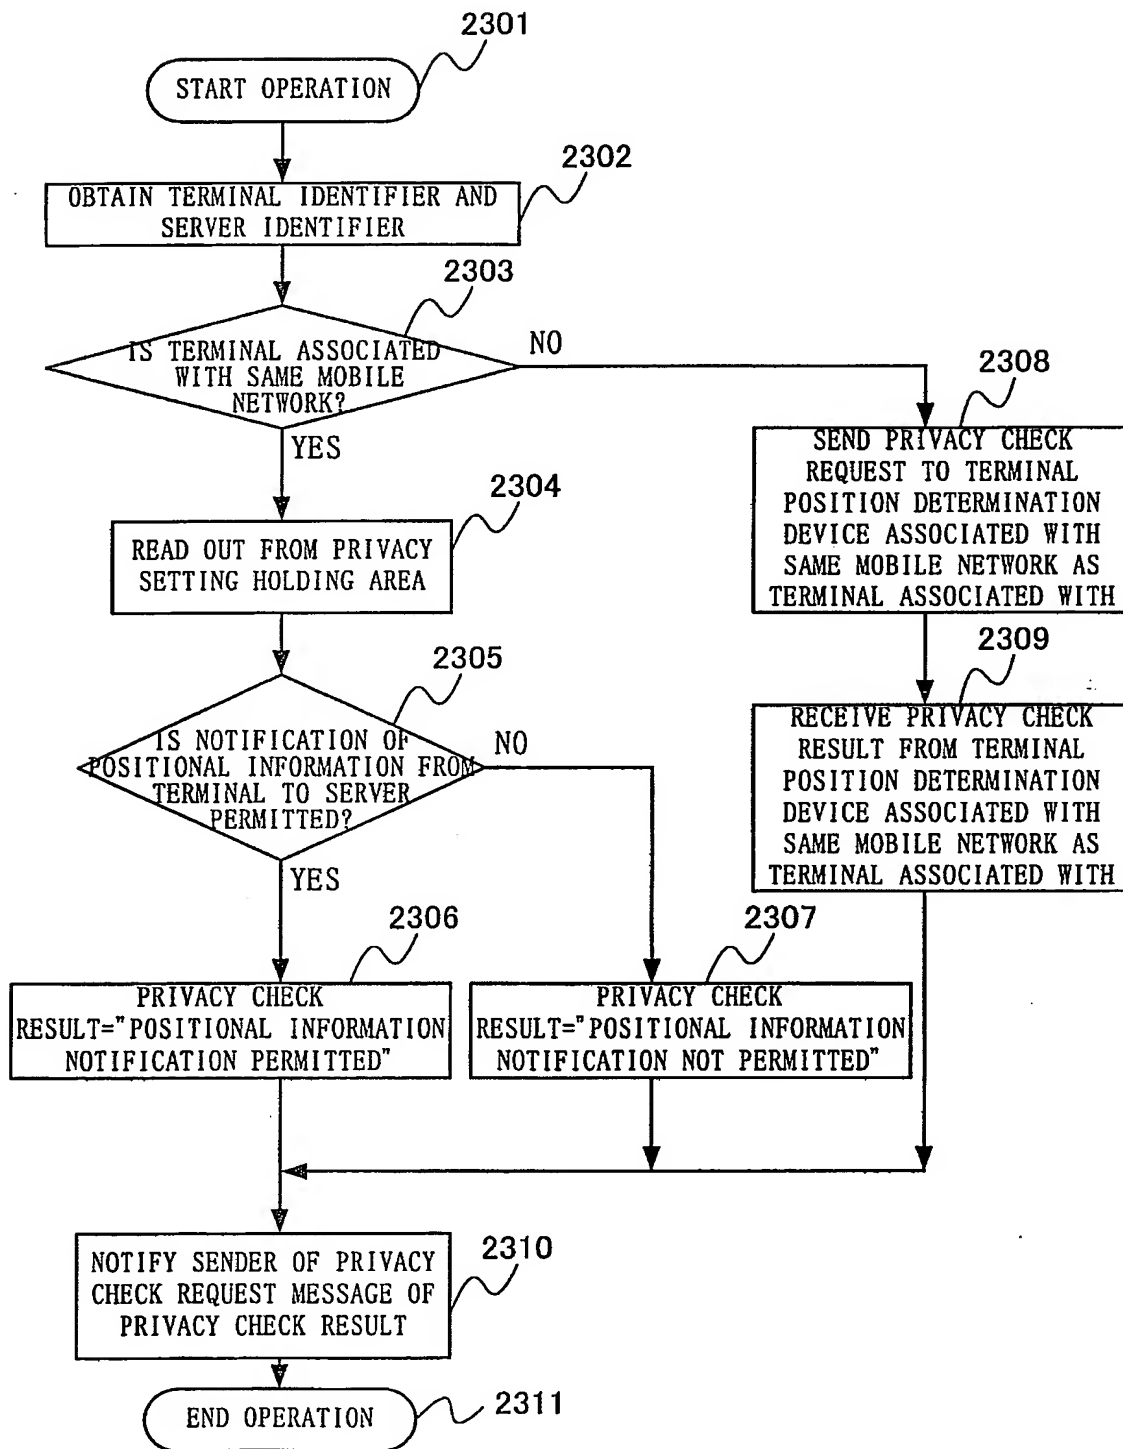 2301
START OPERATION
2302
OBTAIN TERMINAL IDENTIFIER AND
SERVER IDENTIFIER
2303
IS TERMINAL ASSOCIATED
WITH SAME MOBILE
NETWORK?
NO
YES
2308
SEND PRIVACY CHECK
REQUEST TO TERMINAL
POSITION DETERMINATION
DEVICE ASSOCIATED WITH
SAME MOBILE NETWORK AS
TERMINAL ASSOCIATED WITH
2304
READ OUT FROM PRIVACY
SETTING HOLDING AREA
2309
RECEIVE PRIVACY CHECK
RESULT FROM TERMINAL
POSITION DETERMINATION
DEVICE ASSOCIATED WITH
SAME MOBILE NETWORK AS
TERMINAL ASSOCIATED WITH
2305
IS NOTIFICATION OF
POSITIONAL INFORMATION FROM
TERMINAL TO SERVER
PERMITTED?
NO
YES
2306
PRIVACY CHECK
RESULT="POSITIONAL INFORMATION
NOTIFICATION PERMITTED"
2307
PRIVACY CHECK
RESULT="POSITIONAL INFORMATION
NOTIFICATION NOT PERMITTED"
2310
NOTIFY SENDER OF PRIVACY
CHECK REQUEST MESSAGE OF
PRIVACY CHECK RESULT
2311
END OPERATION